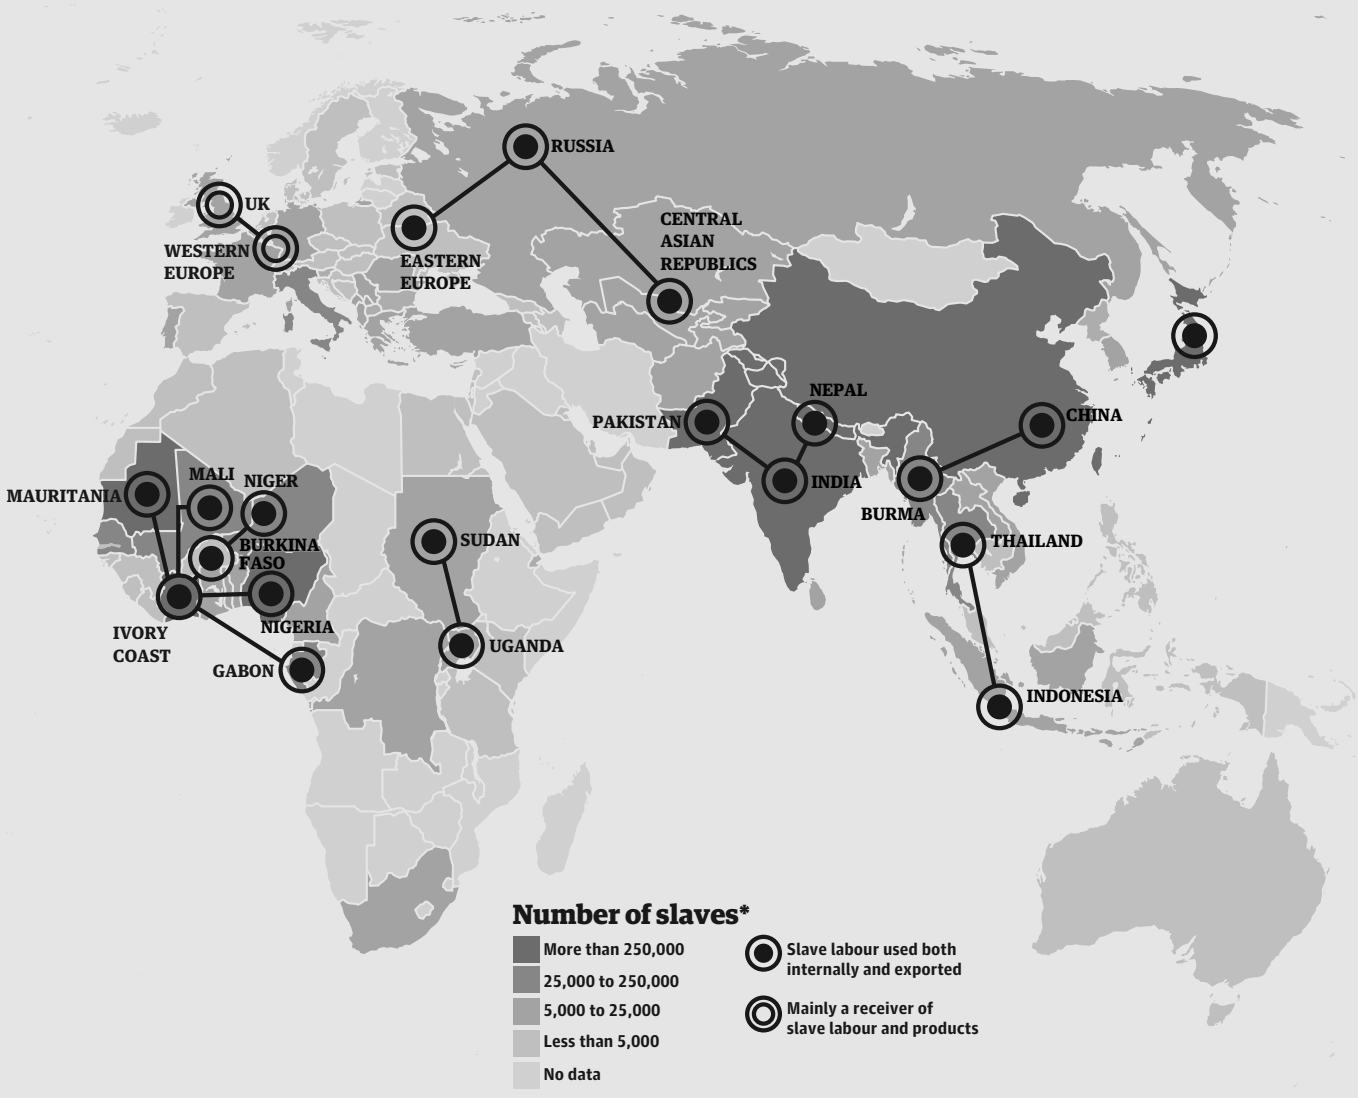 RUSSIA
UK
WESTERN
EUROPE
EASTERN
EUROPE
CENTRAL
ASIAN
REPUBLICS
NEPAL
PAKISTAN
CHINA
INDIA
BURMA
THAILAND
MALI
NIGER
MAURITANIA
BURKINA
FASO
SUDAN
IVORY
COAST
NIGERIA
GABON
UGANDA
INDONESIA
Number of slaves*
More than 250,000
25,000 to 250,000
5,000 to 25,000
Less than 5,000
No data
Slave labour used both
internally and exported
Mainly a receiver of
slave labour and products